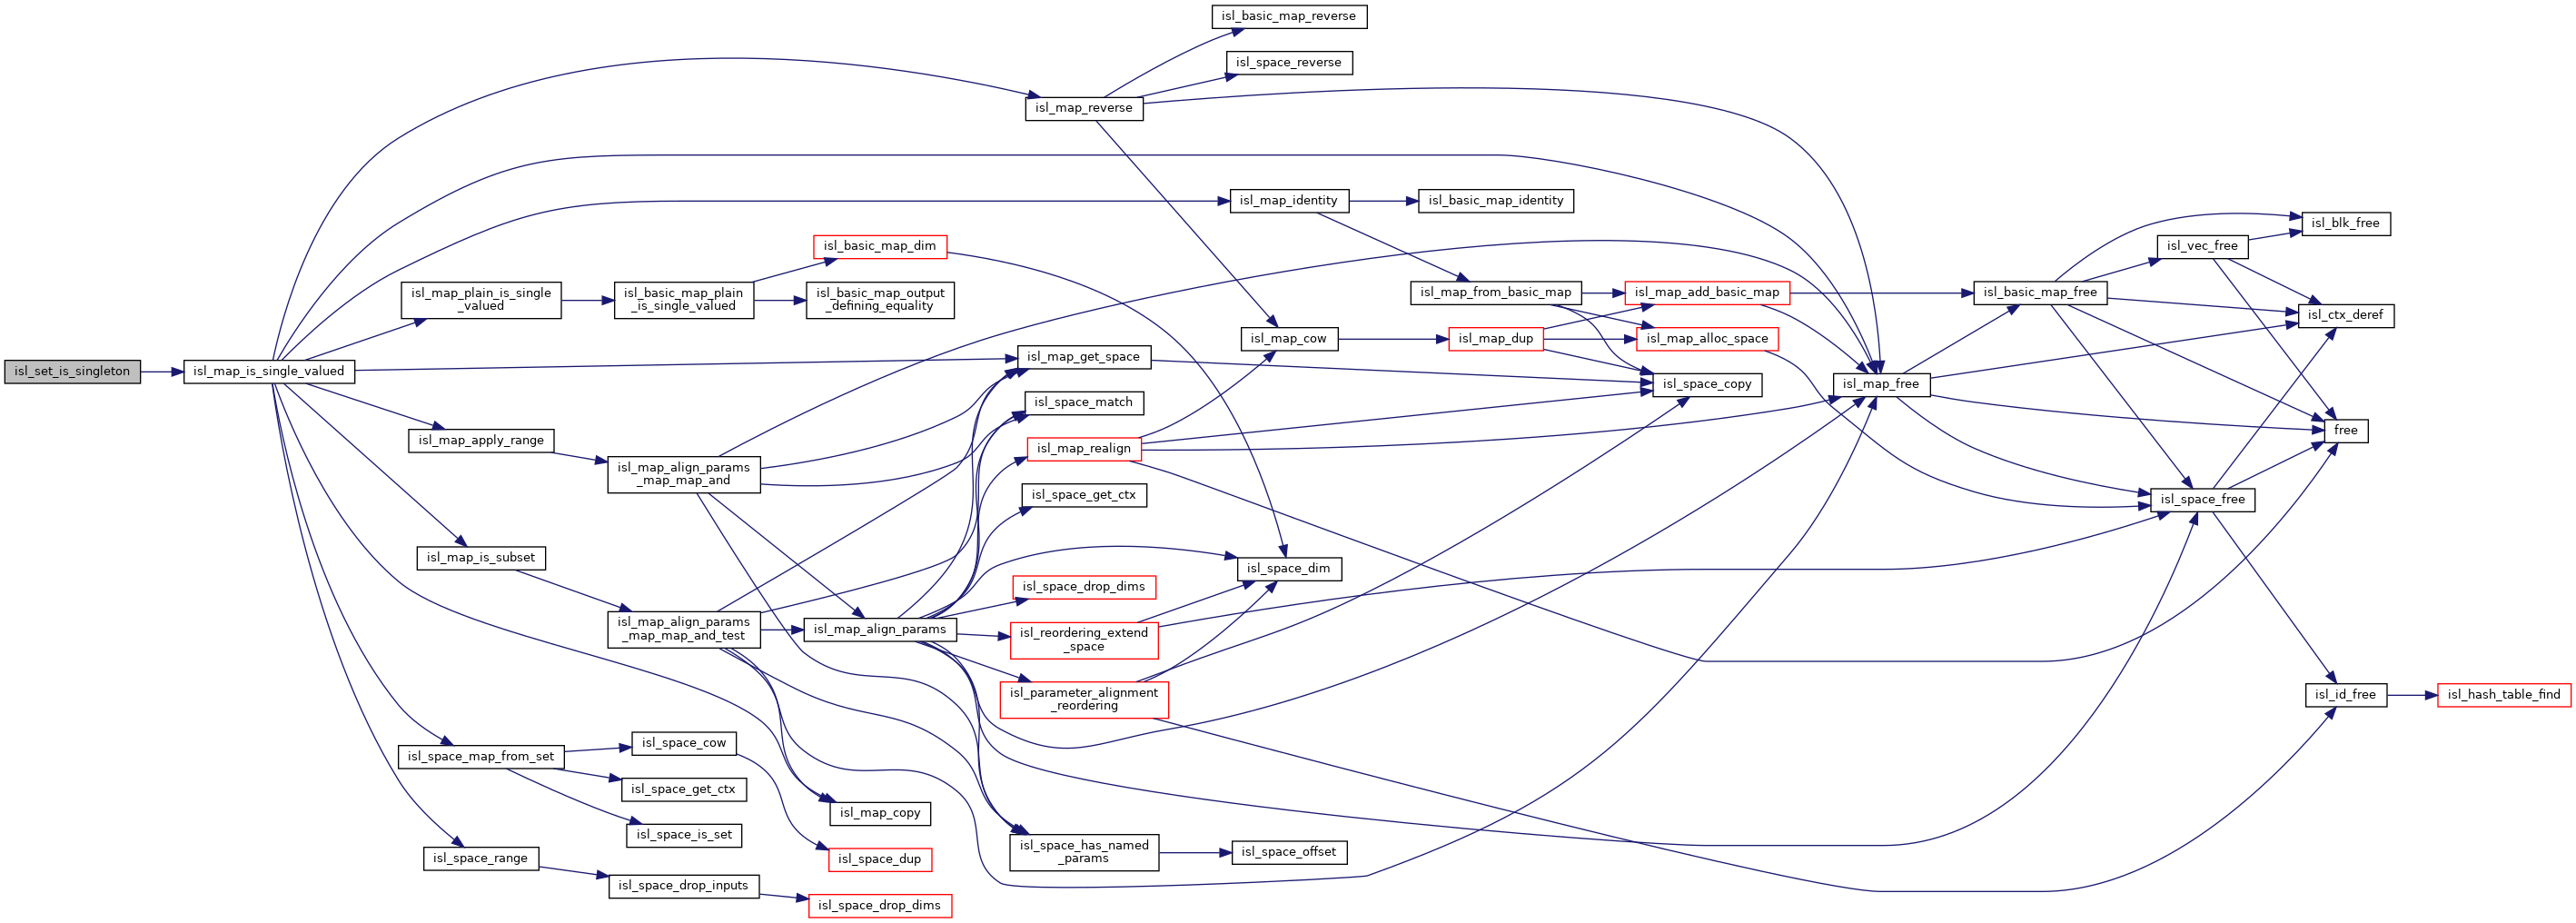 isl_set_is_singleton
isl_map_is_single_valued
isl_map_plain_is_single
_valued
isl_map_apply_range
isl_map_is_subset
isl_space_map_from_set
isl_space_range
isl_basic_map_plain
_is_single_valued
isl_map_align_params
_map_map_and
isl_map_align_params
_map_map_and_test
isl_space_cow
isl_space_get_ctx
isl_space_is_set
isl_space_drop_inputs
isl_basic_map_dim
isl_basic_map_output
_defining_equality
isl_map_align_params
isl_map_copy
isl_space_dup
isl_space_drop_dims
isl_map_reverse
isl_map_get_space
isl_space_match
isl_map_realign
isl_space_get_ctx
isl_space_drop_dims
isl_reordering_extend
_space
isl_parameter_alignment
_reordering
isl_space_has_named
_params
isl_basic_map_reverse
isl_space_reverse
isl_map_identity
isl_map_cow
isl_space_dim
isl_space_offset
isl_basic_map_identity
isl_map_from_basic_map
isl_map_dup
isl_map_add_basic_map
isl_map_alloc_space
isl_space_copy
isl_map_free
isl_basic_map_free
isl_vec_free
isl_space_free
isl_blk_free
isl_ctx_deref
free
isl_id_free
isl_hash_table_find